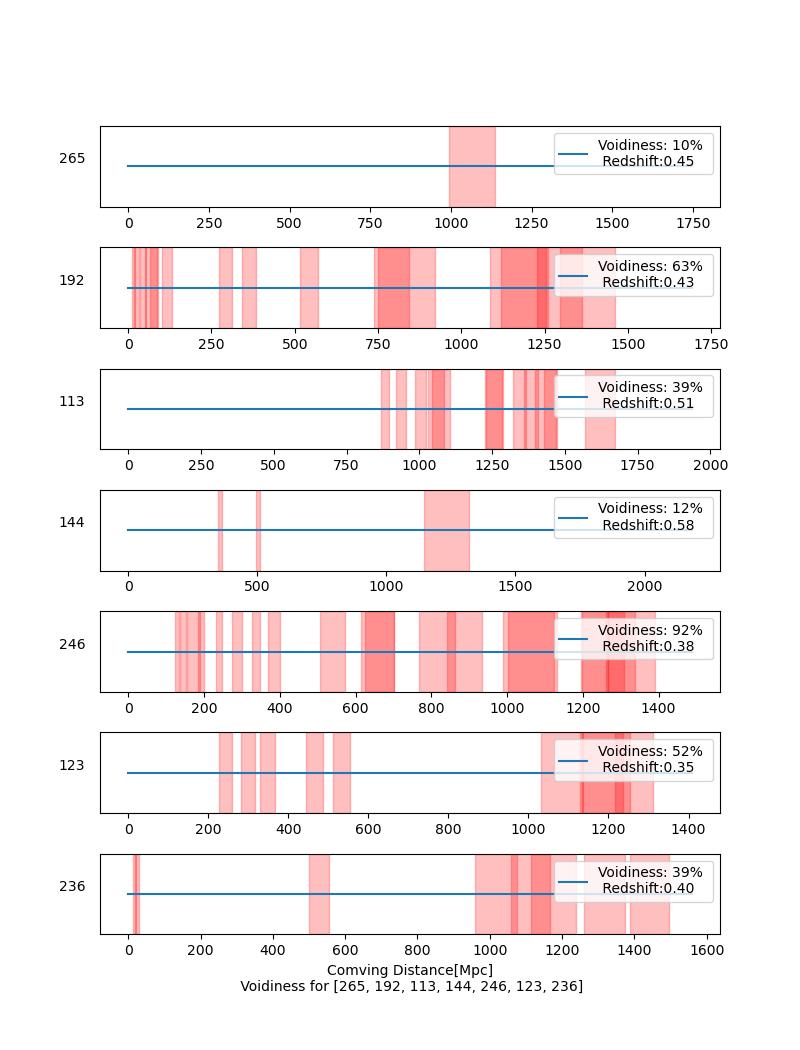 265
Voidiness: 10%
Redshift:0.45
0 250 500 750 1000 1250 1500 1750
192
Voidiness: 63%
Redshift:0.43
0 250 500 750 1000 1250 1500 1750
113
Voidiness: 39%
Redshift:0.51
0 250 500 750 1000 1250 1500 1750 2000
144
Voidiness: 12%
Redshift:0.58
0 500 1000 1500 2000
246
Voidiness: 92%
Redshift:0.38
0 200 400 600 800 1000 1200 1400
123
Voidiness: 52%
Redshift:0.35
0 200 400 600 800 1000 1200 1400
236
Voidiness: 39%
Redshift:0.40
0 200 400 600 800 1000 1200 1400 1600
Comving Distance[Mpc]
Voidiness for [265, 192, 113, 144, 246, 123, 236]